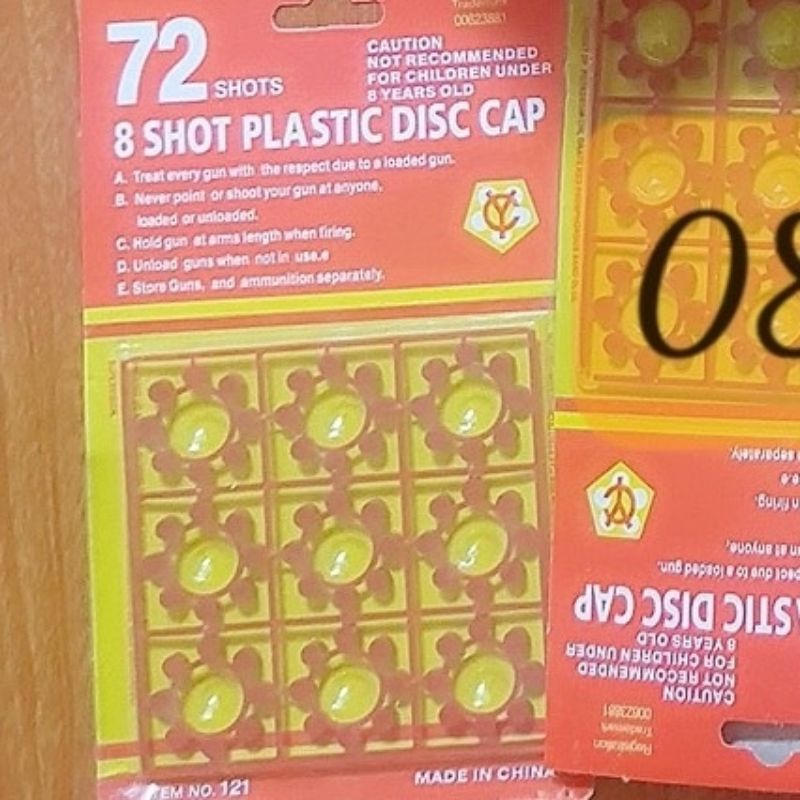 Trademark
00623881
72 SHOTS
CAUTION
NOT RECOMMENDED
FOR CHILDREN UNDER
8 YEARS OLD
8 SHOT PLASTIC DISC CAP
A. Treat every gun with the respect due to a loaded gun.
B. Never point or shoot your gun at anyone,
loaded or unloaded.
C. Hold gun at arms length when firing.
D. Unload guns when not in use.e
E. Store Guns, and ammunition separately.
CY
TEM NO. 121
MADE IN CHINA
08
Registration
Trademark
00623881
CAUTION
NOT RECOMMENDED
FOR CHILDREN UNDER
8 YEARS OLD
STIC DISC CAP
pect due to a loaded gun.
n at anyone,
n firing.
e.e
separately